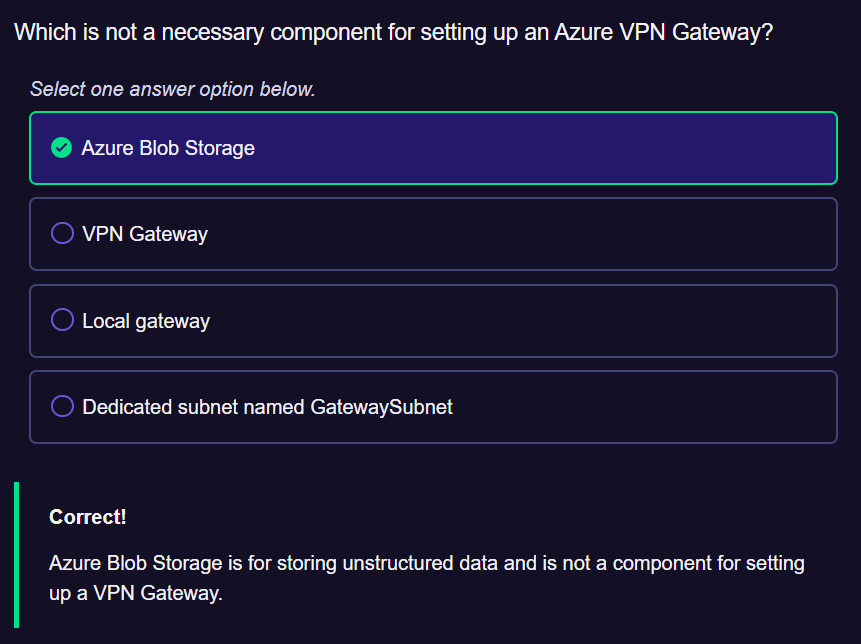 Which is not a necessary component for setting up an Azure VPN Gateway?
Select one answer option below.
Azure Blob Storage
VPN Gateway
Local gateway
Dedicated subnet named GatewaySubnet
Correct!
Azure Blob Storage is for storing unstructured data and is not a component for setting
up a VPN Gateway.